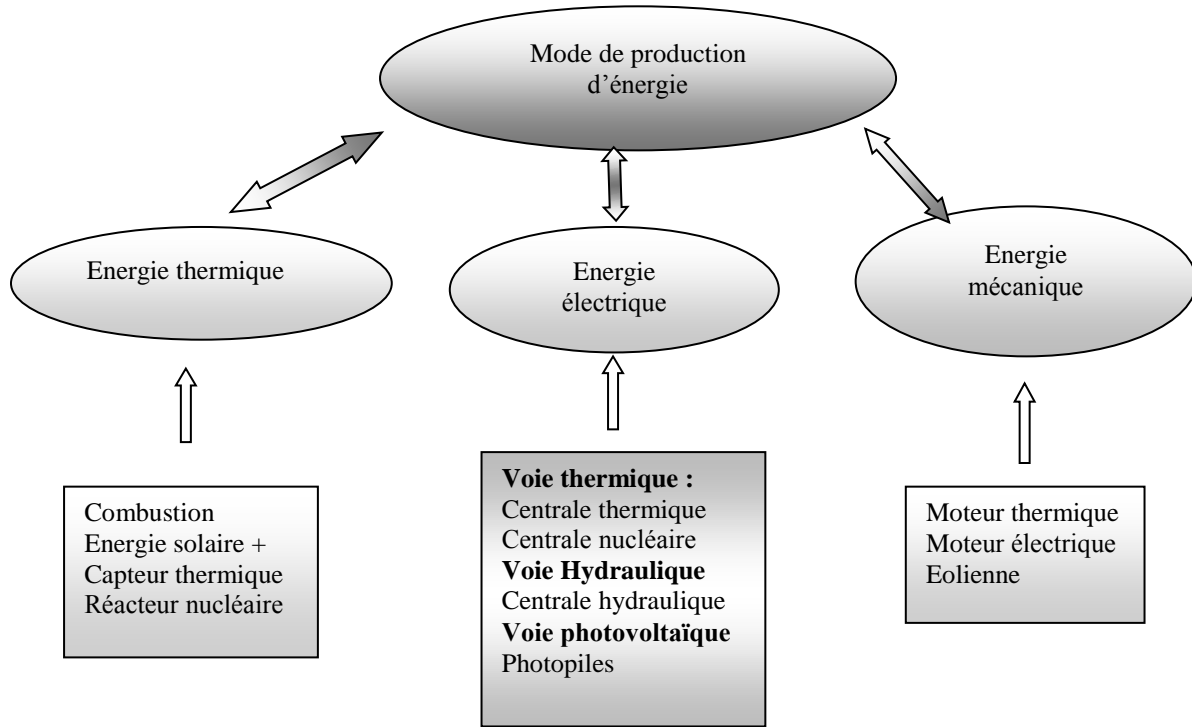 Mode de production
d’énergie
Energie thermique
Energie
électrique
Energie
mécanique
Combustion
Energie solaire +
Capteur thermique
Réacteur nucléaire
Voie thermique :
Centrale thermique
Centrale nucléaire
Voie Hydraulique
Centrale hydraulique
Voie photovoltaïque
Photopiles
Moteur thermique
Moteur électrique
Eolienne